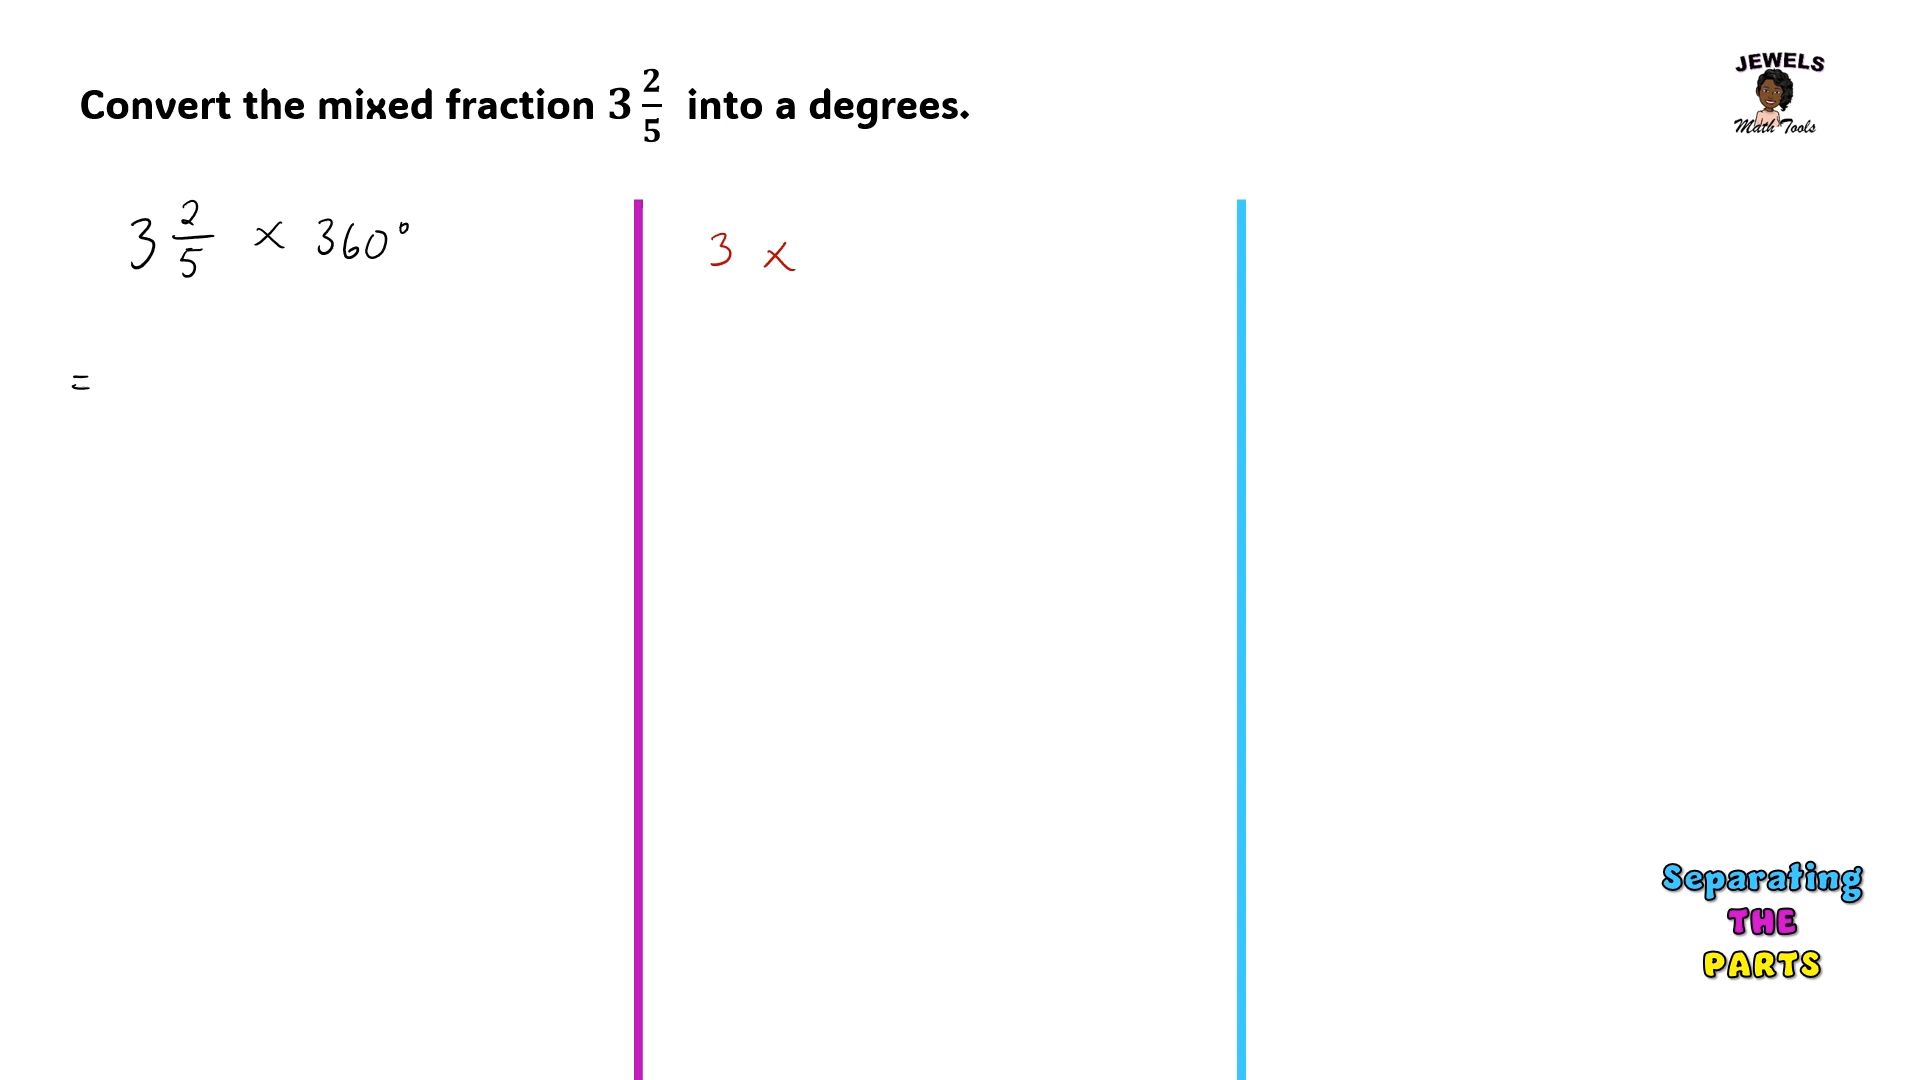 Convert the mixed fraction 3 2/5 into a degrees.
JEWELS
Math Tools
3 2/5 × 360°
3 ×
=
Separating
THE
PARTS